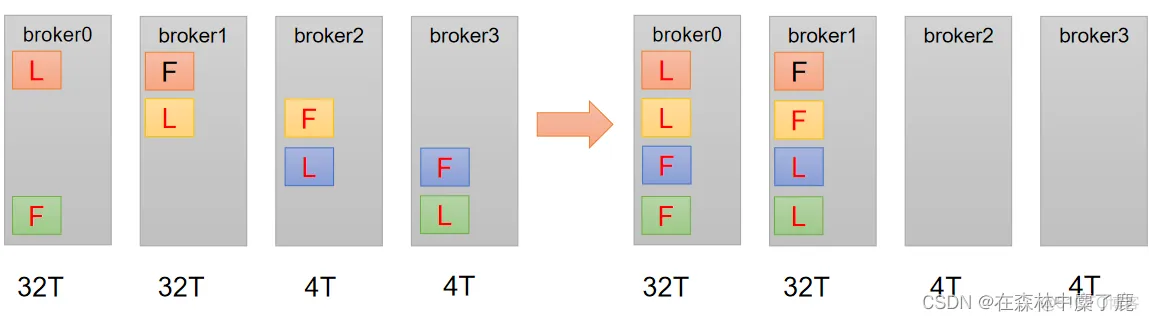 broker0 broker1 broker2 broker3 broker0 broker1 broker2 broker3
L F L F
L F L F
L F F L
F L F L
32T 32T 4T 4T 32T 32T 4T 4T
CSDN @在森林中麋了鹿